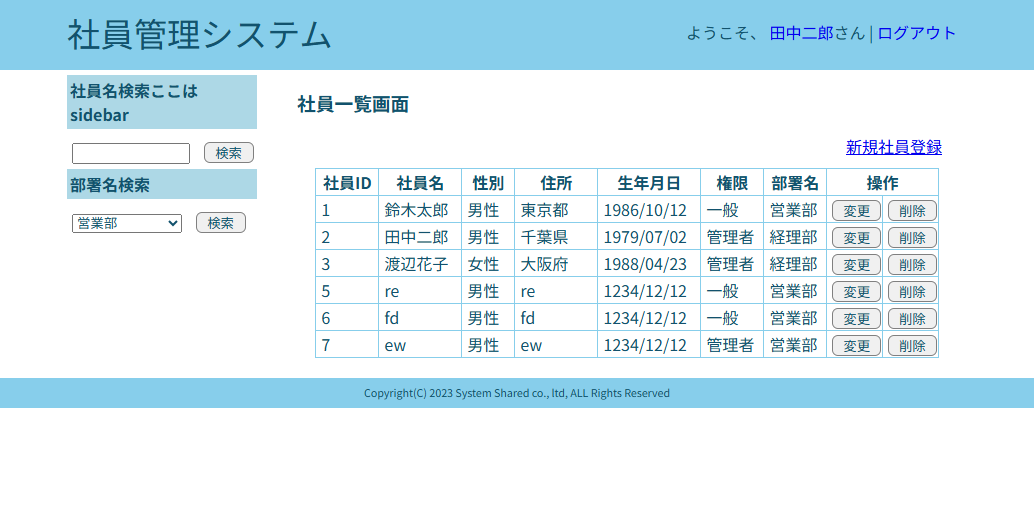 社員管理システム
ようこそ、 田中二郎さん | ログアウト
社員名検索ここは
sidebar
検索
部署名検索
営業部 検索
社員一覧画面
新規社員登録
社員ID 社員名 性別 住所 生年月日 権限 部署名 操作
1 鈴木太郎 男性 東京都 1986/10/12 一般 営業部 変更 削除
2 田中二郎 男性 千葉県 1979/07/02 管理者 経理部 変更 削除
3 渡辺花子 女性 大阪府 1988/04/23 管理者 経理部 変更 削除
5 re 男性 re 1234/12/12 一般 営業部 変更 削除
6 fd 男性 fd 1234/12/12 一般 営業部 変更 削除
7 ew 男性 ew 1234/12/12 管理者 営業部 変更 削除
Copyright(C) 2023 System Shared co., ltd, ALL Rights Reserved